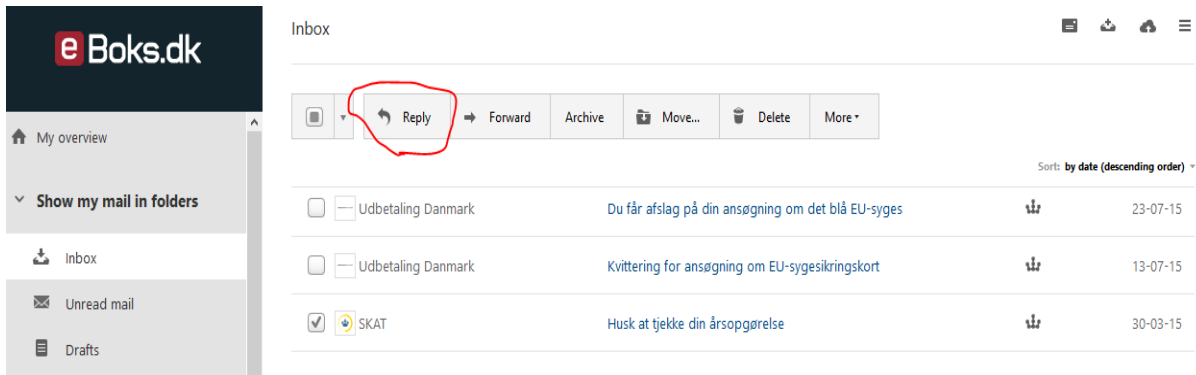 e Boks.dk
Inbox
My overview
Show my mail in folders
Inbox
Unread mail
Drafts
Reply Forward Archive Move... Delete More
Sort: by date (descending order)
Udbetaling Danmark Du får afslag på din ansøgning om det blå EU-syges 23-07-15
Udbetaling Danmark Kvittering for ansøgning om EU-sygesikringskort 13-07-15
SKAT Husk at tjekke din årsopgørelse 30-03-15